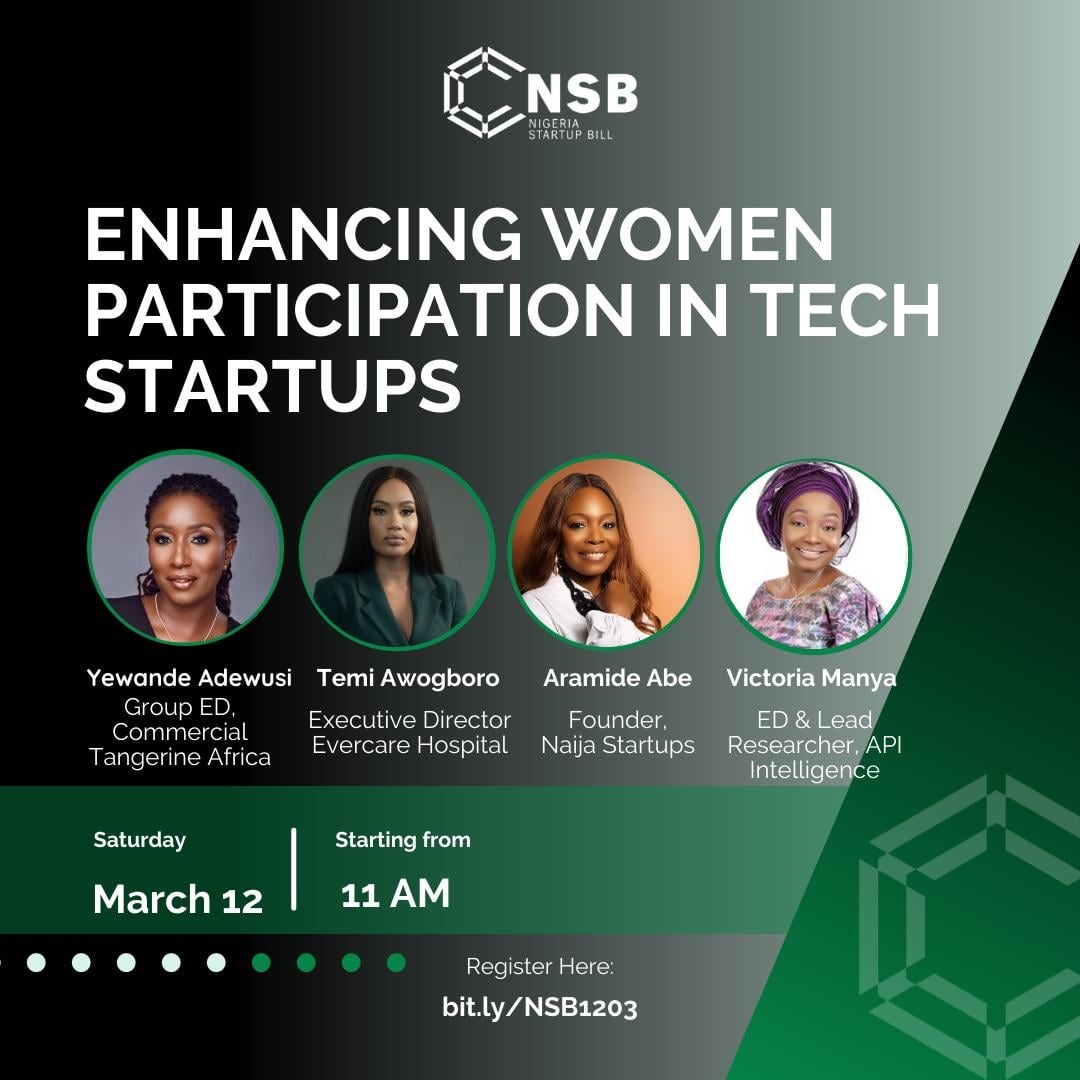 NSB
NIGERIA
STARTUP BILL
ENHANCING WOMEN
PARTICIPATION IN TECH
STARTUPS
Yewande Adewusi
Group ED,
Commercial
Tangerine Africa
Temi Awogboro
Executive Director
Evercare Hospital
Aramide Abe
Founder,
Naija Startups
Victoria Manya
ED & Lead
Researcher, API
Intelligence
Saturday
March 12
Starting from
11 AM
Register Here:
bit.ly/NSB1203